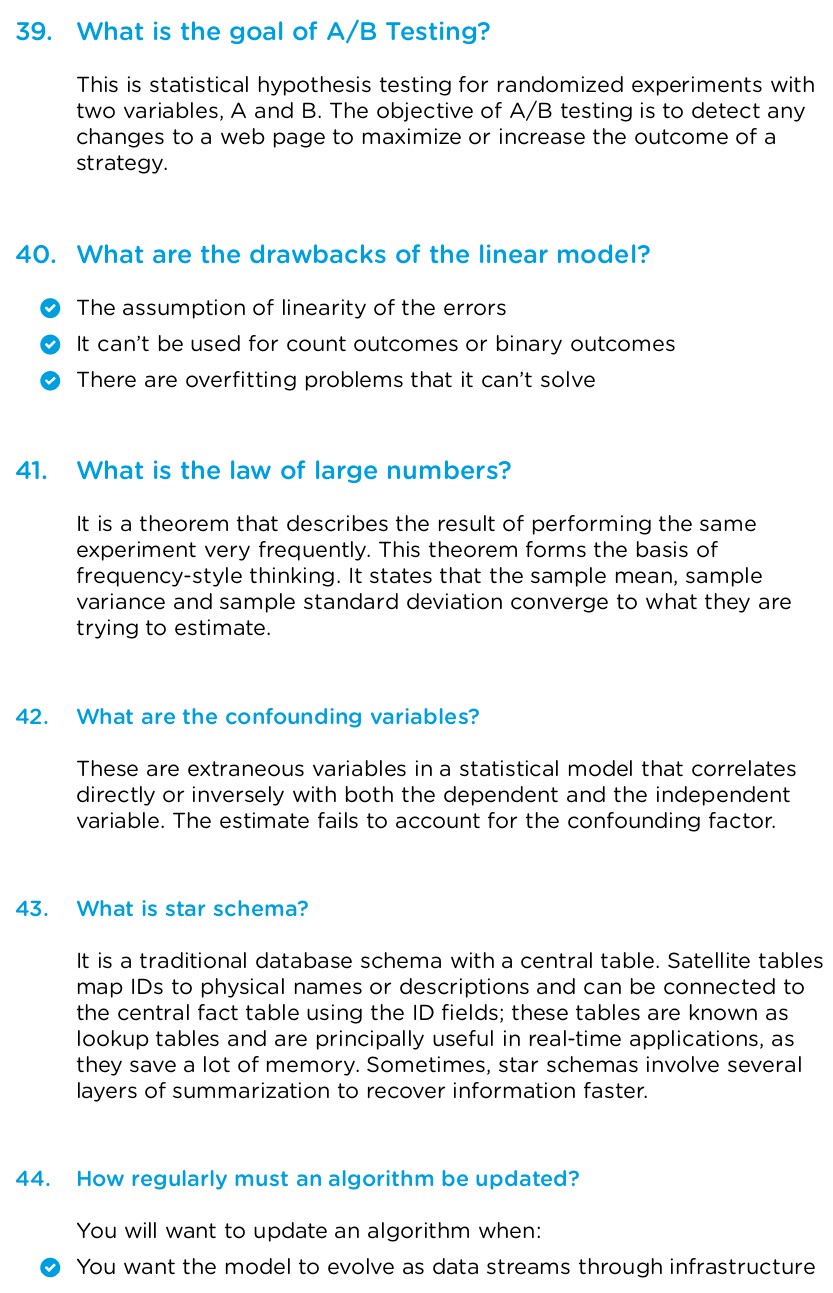 39. What is the goal of A/B Testing?
This is statistical hypothesis testing for randomized experiments with
two variables, A and B. The objective of A/B testing is to detect any
changes to a web page to maximize or increase the outcome of a
strategy.
40. What are the drawbacks of the linear model?
The assumption of linearity of the errors
It can’t be used for count outcomes or binary outcomes
There are overfitting problems that it can’t solve
41. What is the law of large numbers?
It is a theorem that describes the result of performing the same
experiment very frequently. This theorem forms the basis of
frequency-style thinking. It states that the sample mean, sample
variance and sample standard deviation converge to what they are
trying to estimate.
42. What are the confounding variables?
These are extraneous variables in a statistical model that correlates
directly or inversely with both the dependent and the independent
variable. The estimate fails to account for the confounding factor.
43. What is star schema?
It is a traditional database schema with a central table. Satellite tables
map IDs to physical names or descriptions and can be connected to
the central fact table using the ID fields; these tables are known as
lookup tables and are principally useful in real-time applications, as
they save a lot of memory. Sometimes, star schemas involve several
layers of summarization to recover information faster.
44. How regularly must an algorithm be updated?
You will want to update an algorithm when:
You want the model to evolve as data streams through infrastructure